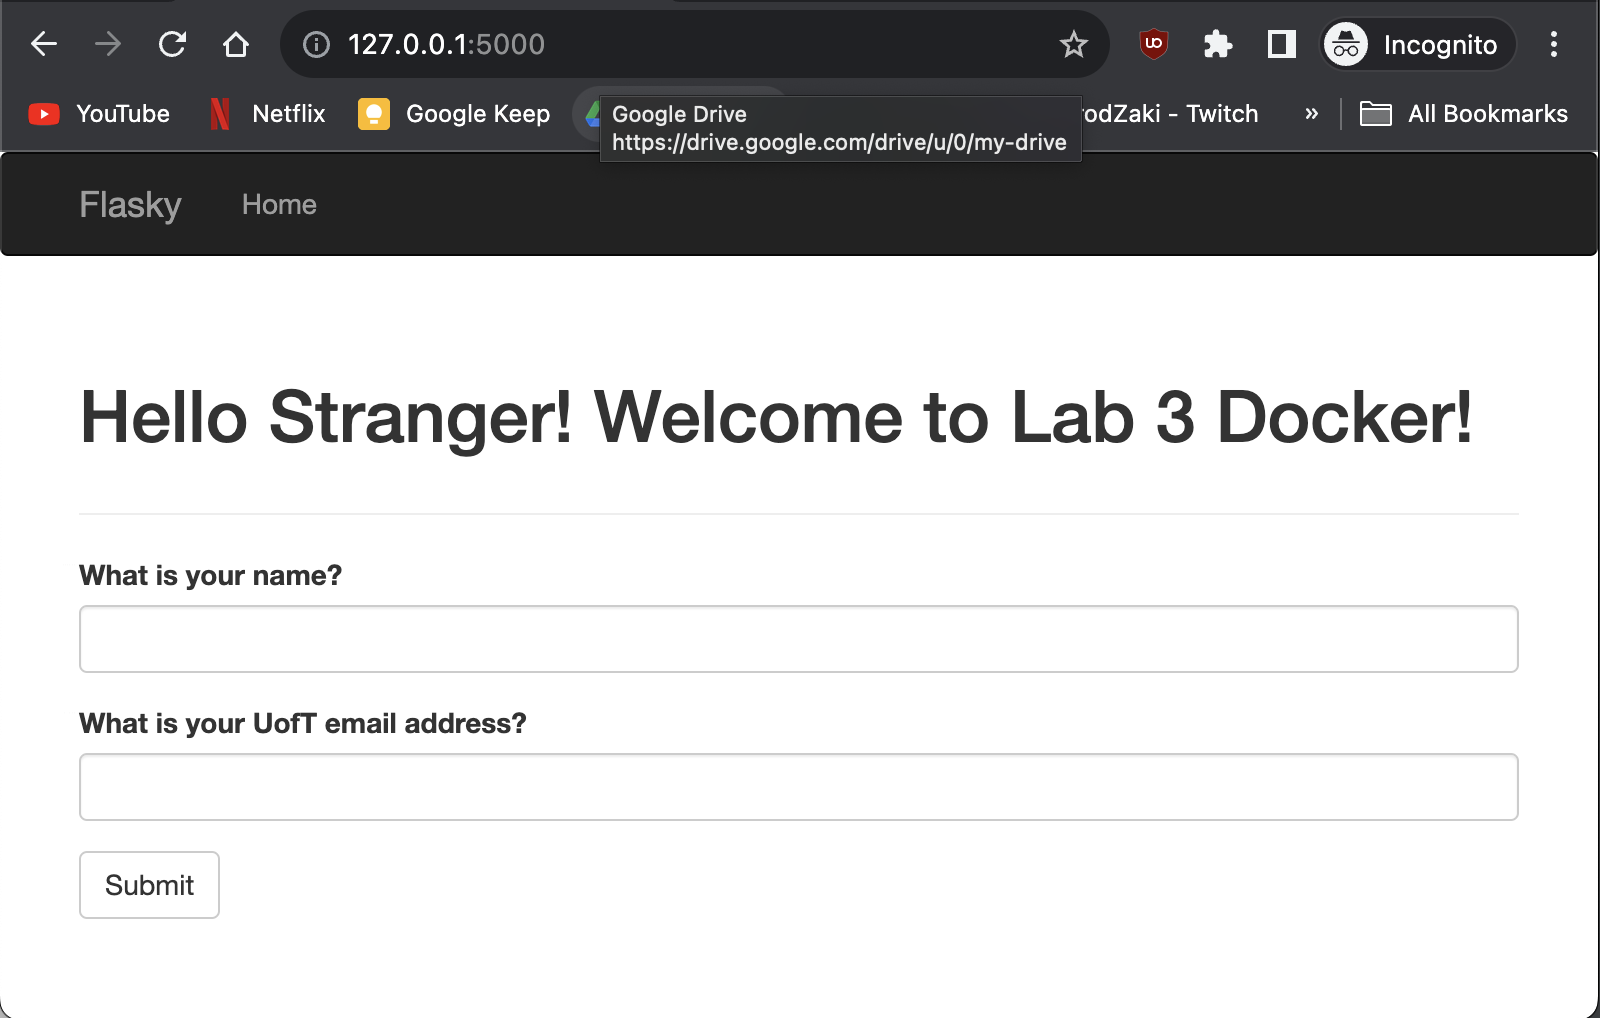 127.0.0.1:5000
Incognito
YouTube
Netflix
Google Keep
Google Drive
https://drive.google.com/drive/u/0/my-drive
rodZaki - Twitch
»
All Bookmarks
Flasky
Home
Hello Stranger! Welcome to Lab 3 Docker!
What is your name?
What is your UofT email address?
Submit